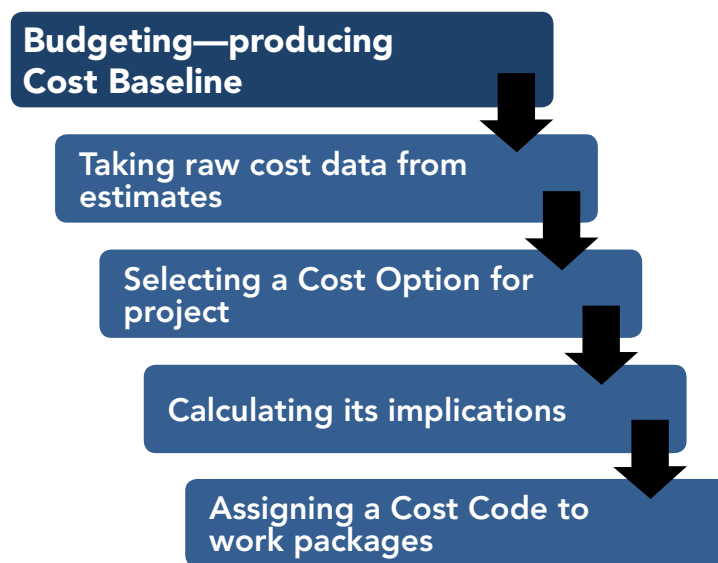 Budgeting—producing
Cost Baseline
Taking raw cost data from
estimates
Selecting a Cost Option for
project
Calculating its implications
Assigning a Cost Code to
work packages